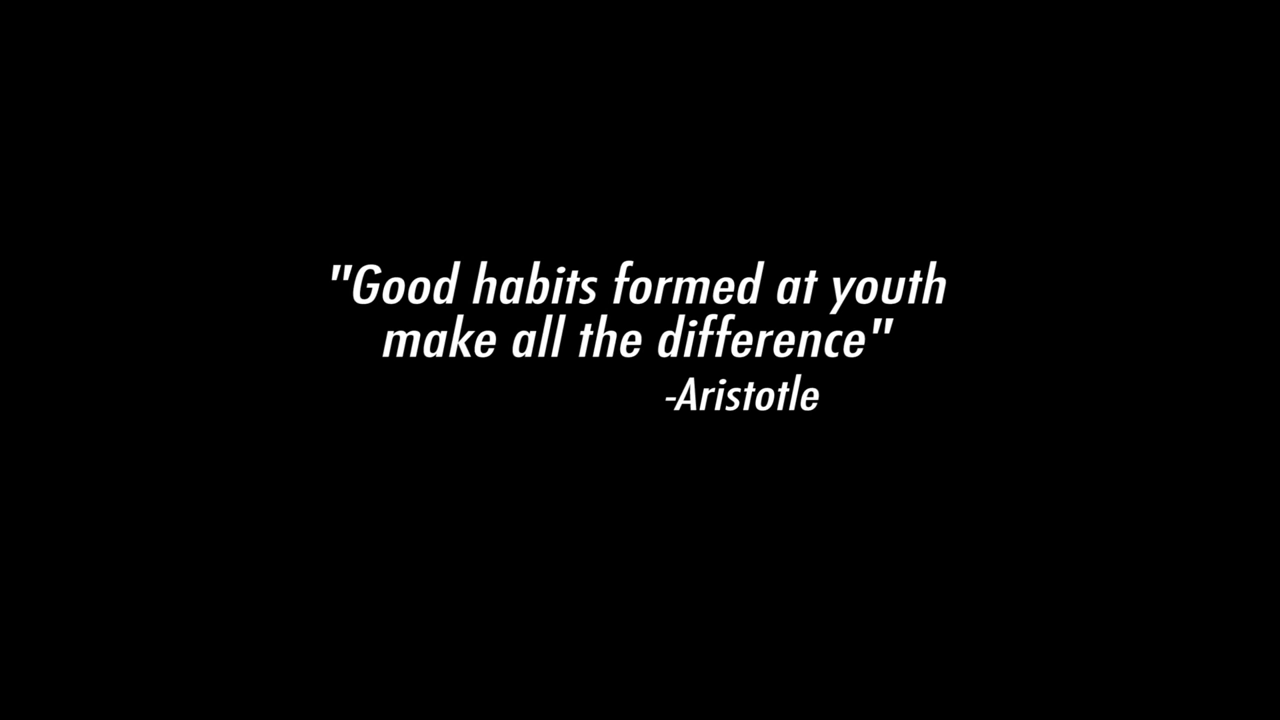 "Good habits formed at youth
make all the difference"
-Aristotle